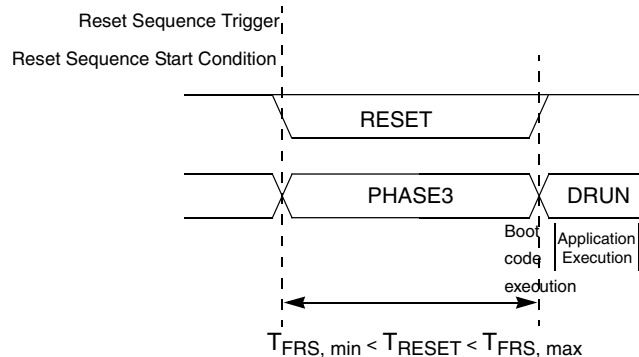 Reset Sequence Trigger
Reset Sequence Start Condition
RESET
PHASE3
DRUN
Boot
code
execution
Application
Execution
TFRS, min < TRESET < TFRS, max